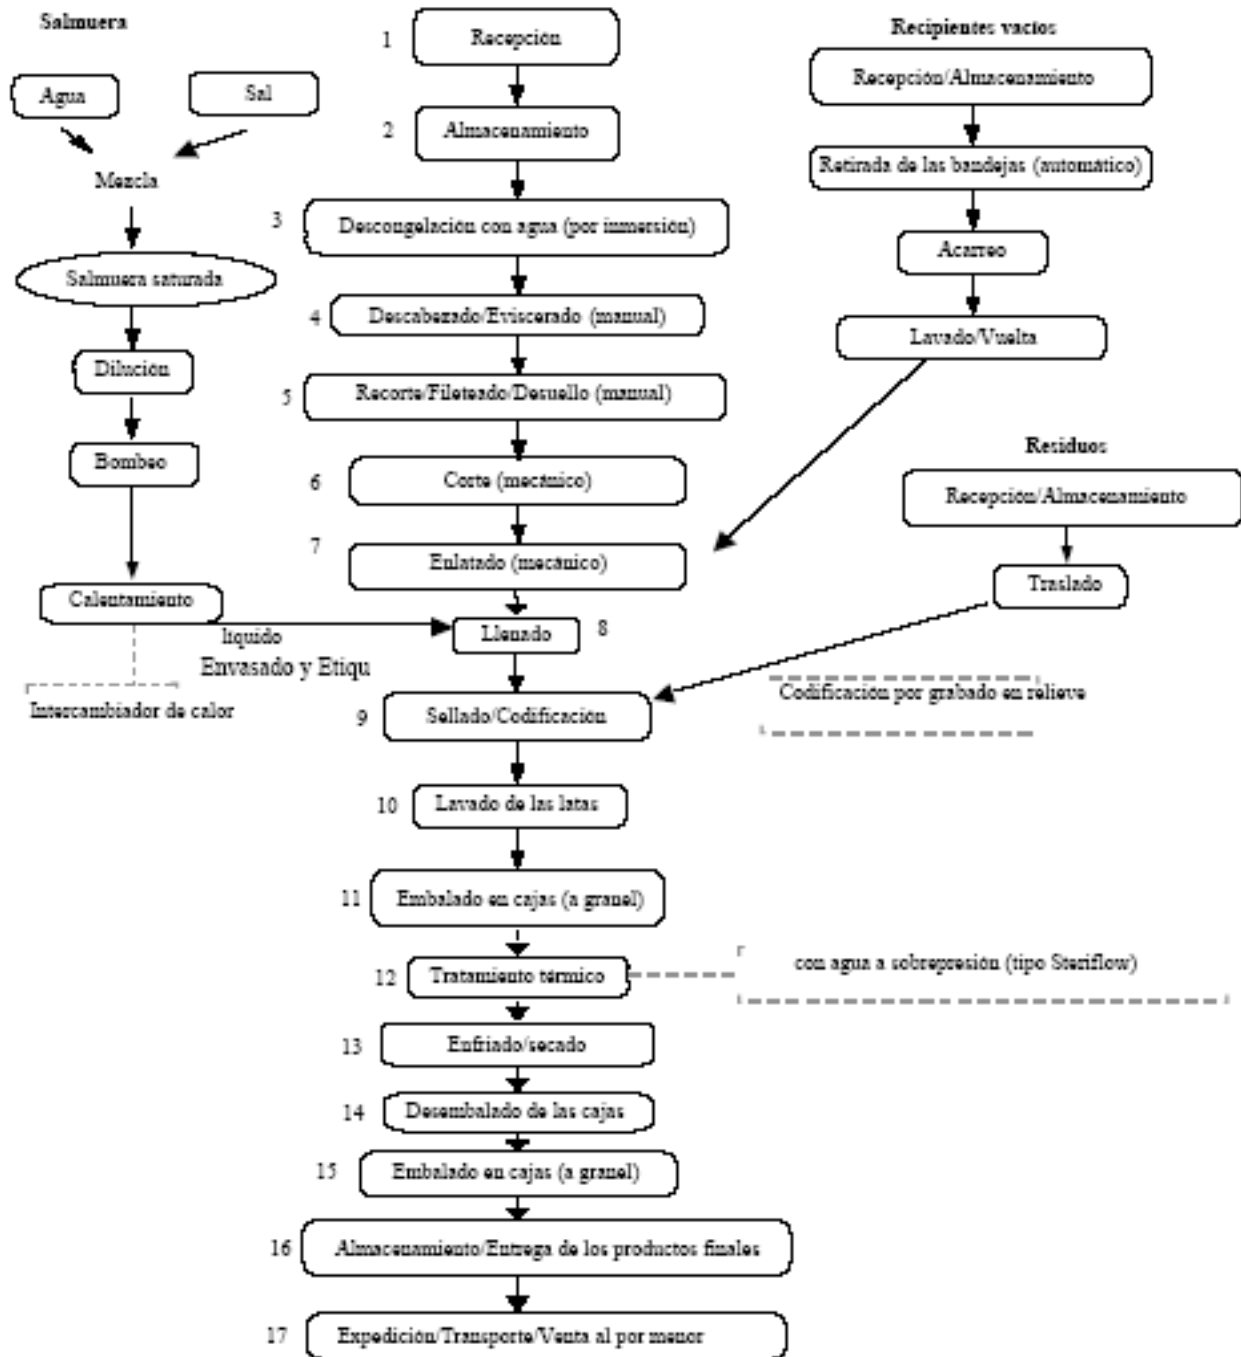 Salmuera
Agua
Sal
Mezcla
Salmuera saturada
Dilución
Bombeo
Calentamiento
líquido
Envasado y Etiqu
Intercambiador de calor
1 Recepción
2 Almacenamiento
3 Descongelación con agua (por inmersión)
4 Descabezado/Eviscerado (manual)
5 Recorte/Fileteado/Desuello (manual)
6 Corte (mecánico)
7 Enlatado (mecánico)
Llenado 8
9 Sellado/Codificación
10 Lavado de las latas
11 Embalado en cajas (a granel)
12 Tratamiento térmico
13 Enfriado/secado
14 Desembalado de las cajas
15 Embalado en cajas (a granel)
16 Almacenamiento/Entrega de los productos finales
17 Expedición/Transporte/Venta al por menor
Recipientes vacíos
Recepción/Almacenamiento
Retirada de las bandejas (automático)
Acarreo
Lavado/Vuelta
Residuos
Recepción/Almacenamiento
Traslado
Codificación por grabado en relieve
con agua a sobrepresión (tipo Steriflow)